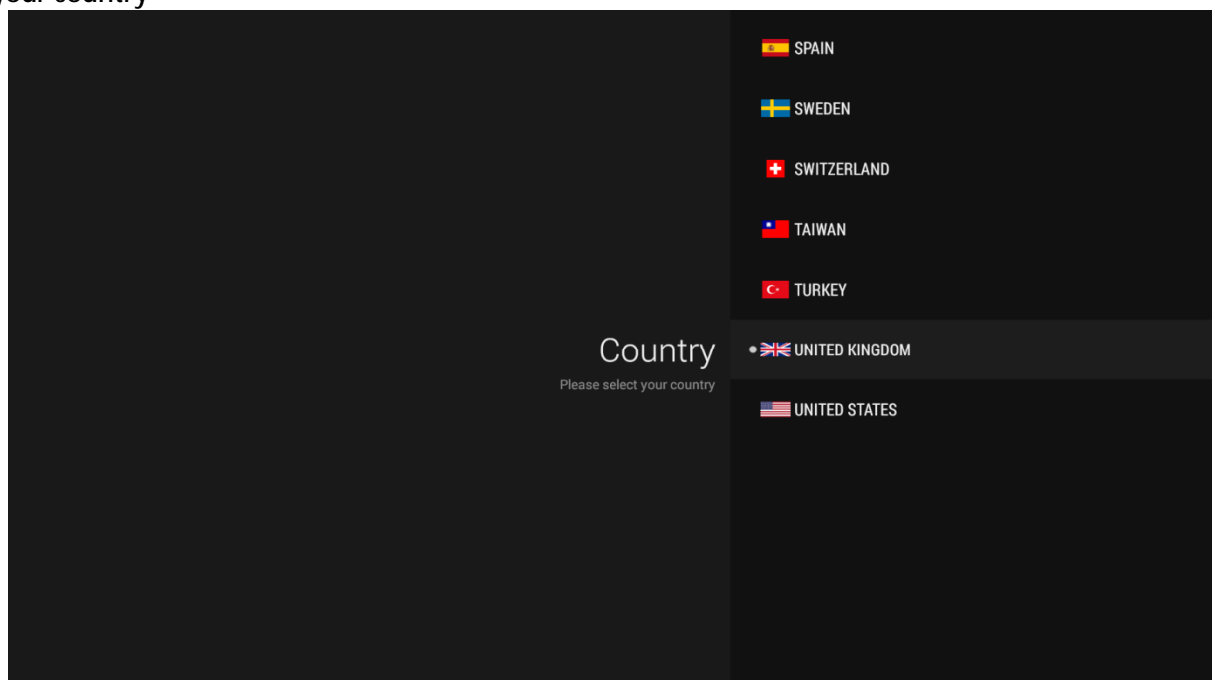 your country
SPAIN
SWEDEN
SWITZERLAND
TAIWAN
TURKEY
Country
Please select your country
UNITED KINGDOM
UNITED STATES